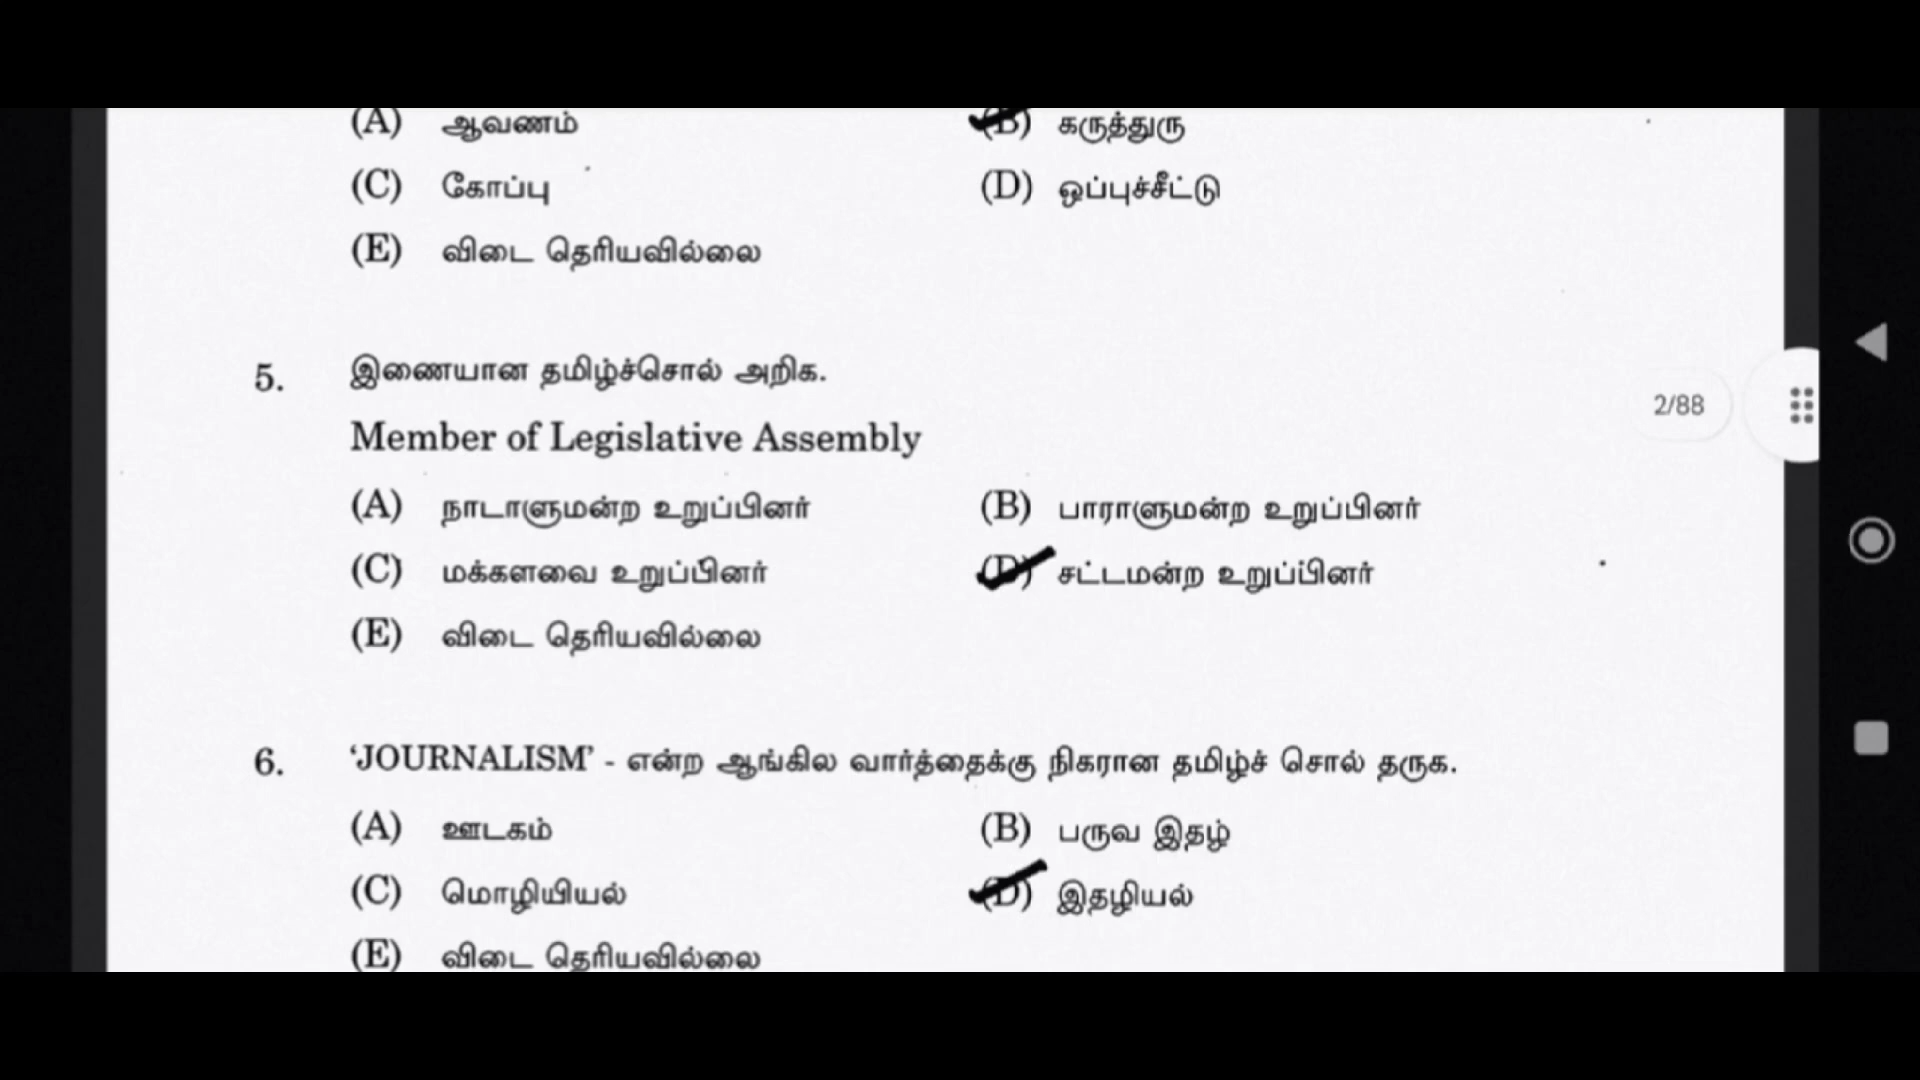 (A) ஆவணம் (B) கருத்துரு
(C) கோப்பு (D) ஒப்புச்சீட்டு
(E) விடை தெரியவில்லை
5. இணையான தமிழ்ச்சொல் அறிக.
Member of Legislative Assembly
2/88
(A) நாடாளுமன்ற உறுப்பினர் (B) பாராளுமன்ற உறுப்பினர்
(C) மக்களவை உறுப்பினர் (D) சட்டமன்ற உறுப்பினர்
(E) விடை தெரியவில்லை
6. ‘JOURNALISM’ - என்ற ஆங்கில வார்த்தைக்கு நிகரான தமிழ்ச் சொல் தருக.
(A) ஊடகம் (B) பருவ இதழ்
(C) மொழியியல் (D) இதழியல்
(E) விடை தெரியவில்லை